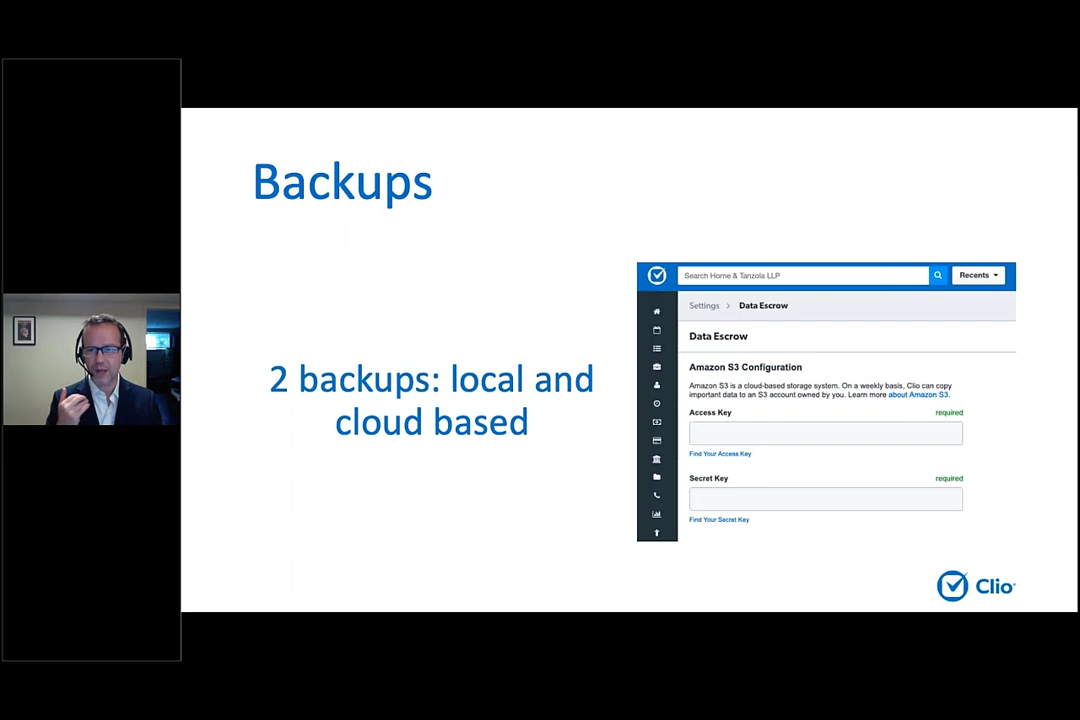 Backups
2 backups: local and
cloud based
Search Home & Tanzola LLP
Recents
Settings > Data Escrow
Data Escrow
Amazon S3 Configuration
Amazon S3 is a cloud-based storage system. On a weekly basis, Clio can copy
important data to an S3 account owned by you. Learn more about Amazon S3.
Access Key required
Find Your Access Key
Secret Key required
Find Your Secret Key
Clio